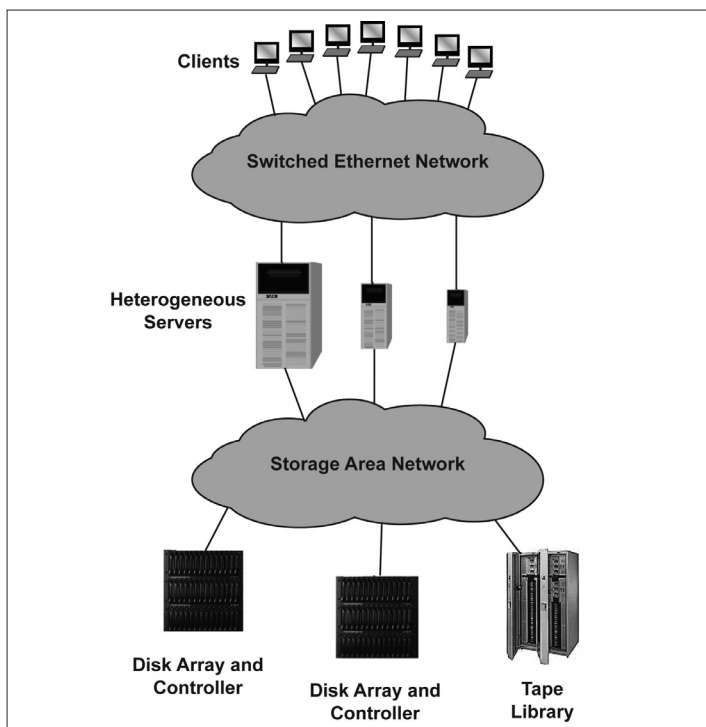 Clients
Switched Ethernet Network
Heterogeneous
Servers
Storage Area Network
Disk Array and
Controller
Disk Array and
Controller
Tape
Library